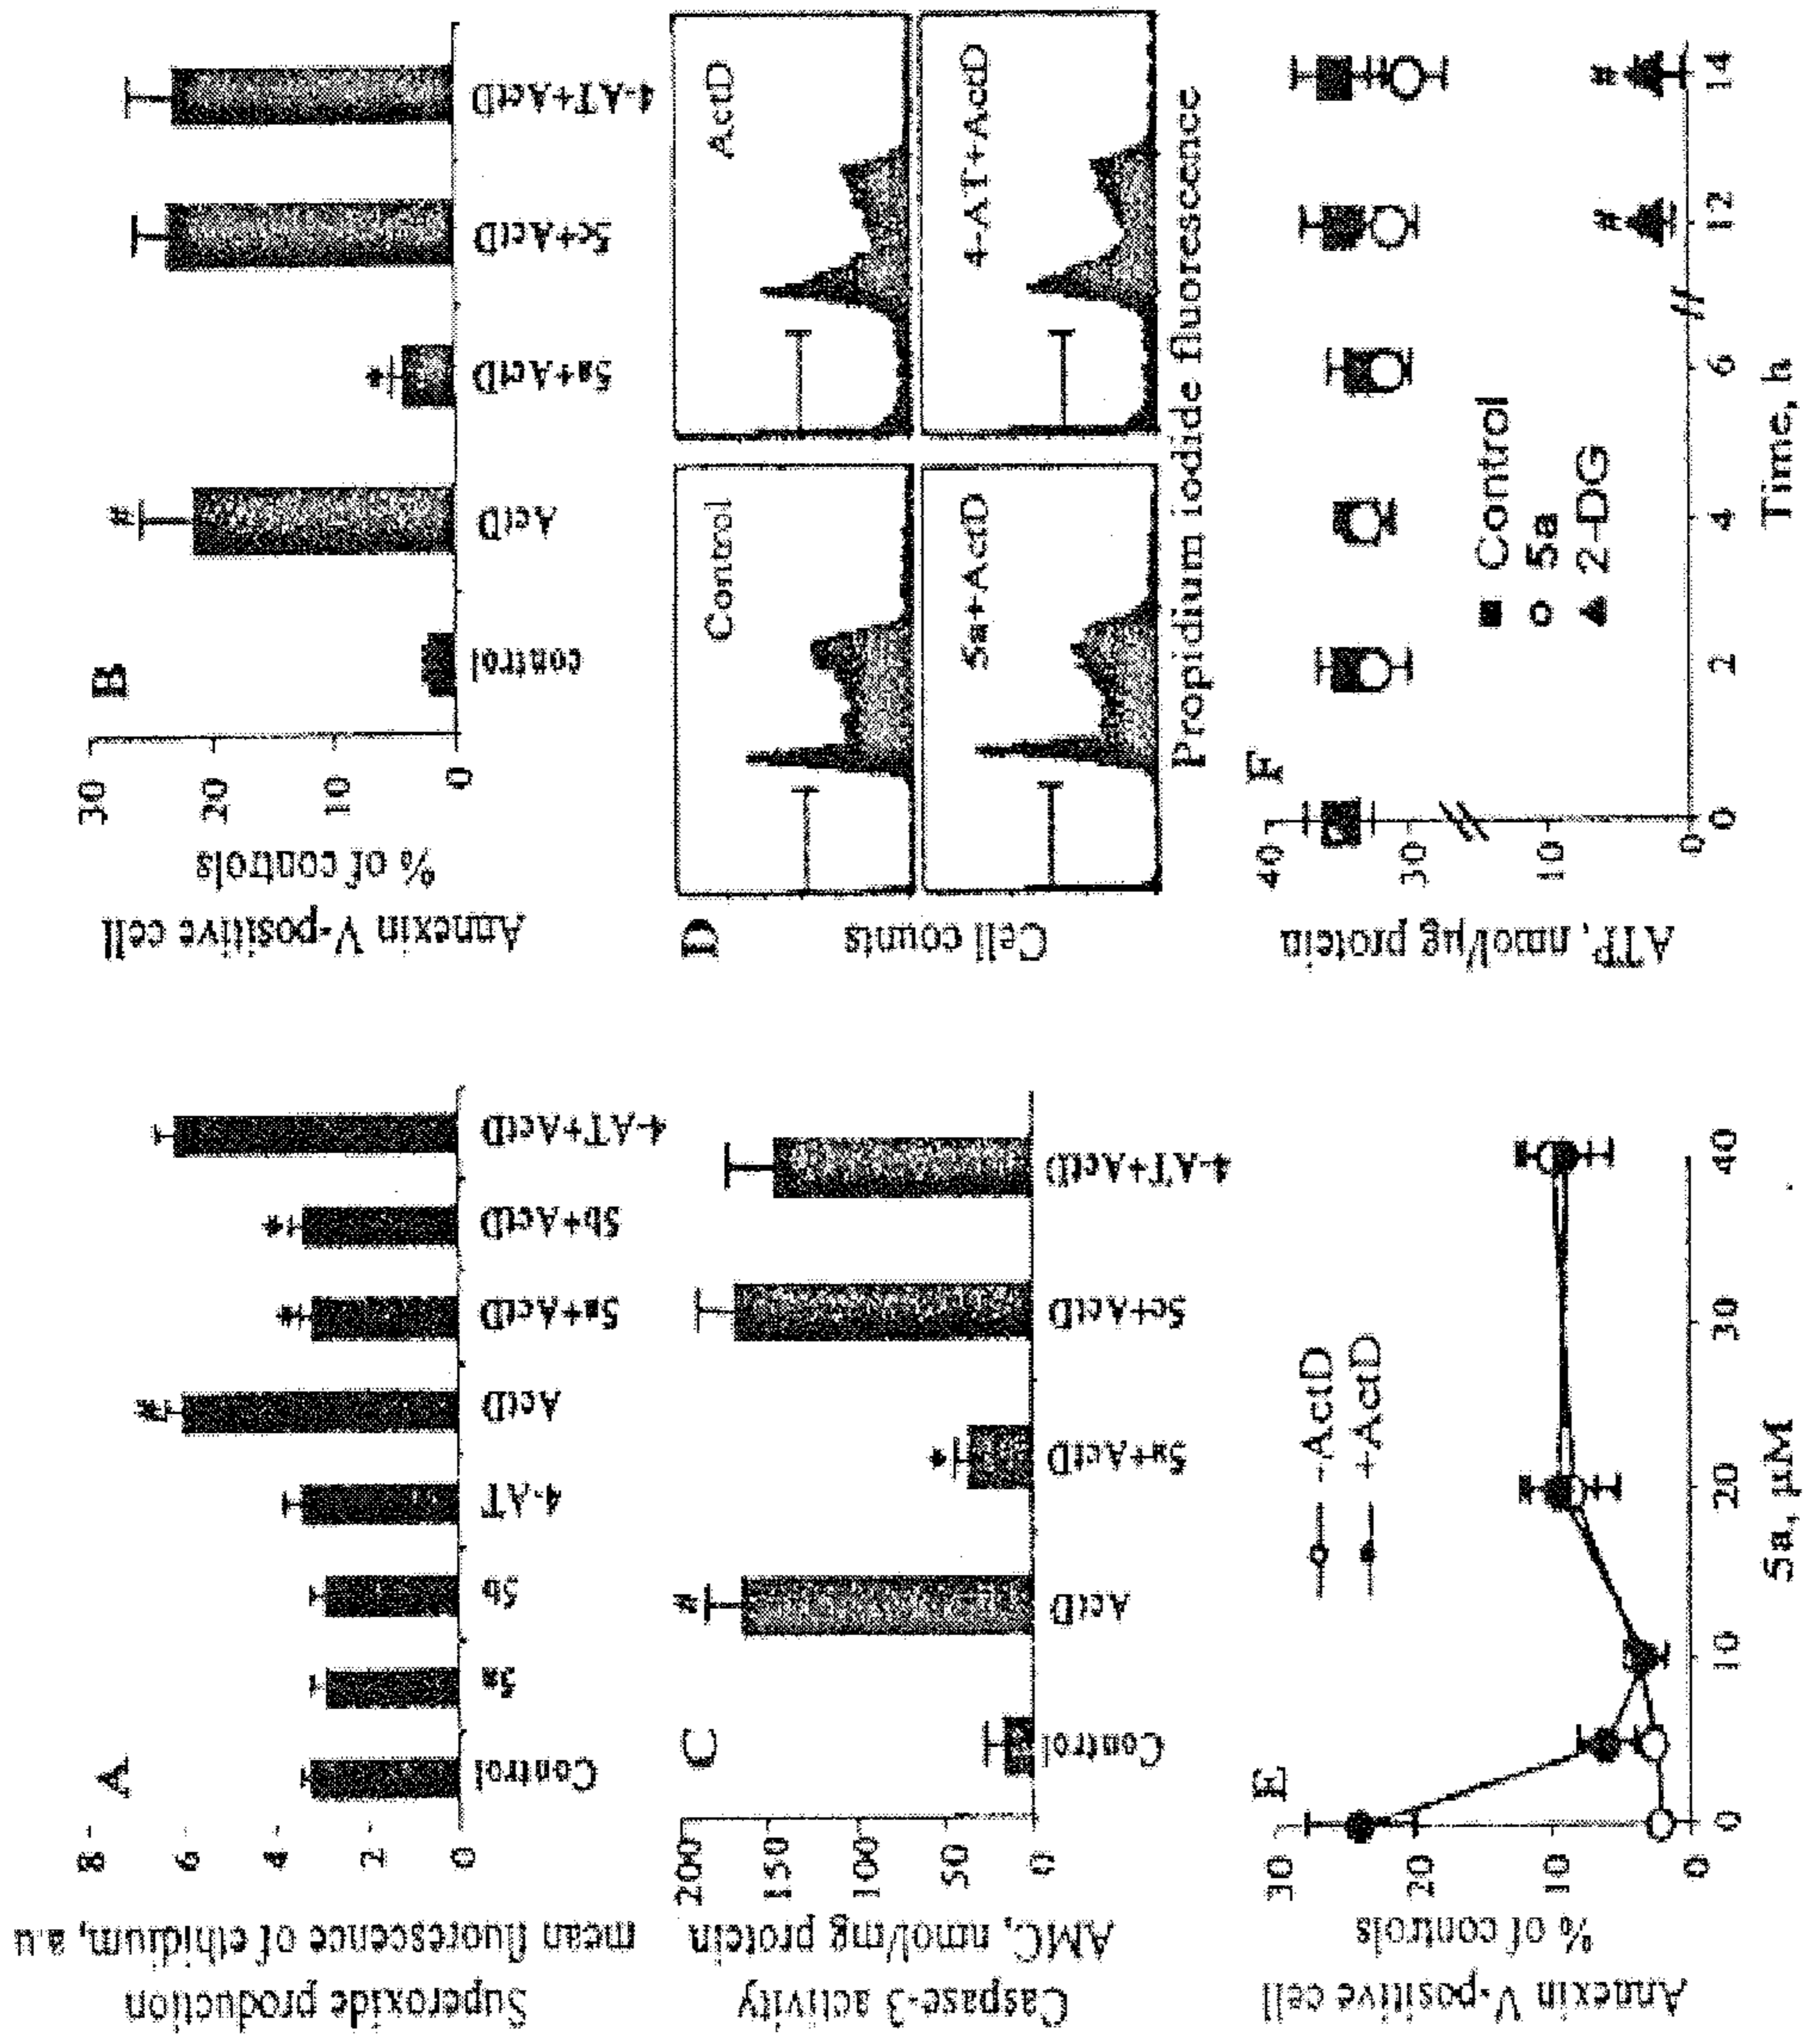 A
8
6
4
2
0
Superoxide production
mean fluorescence of ethidium, a.u
Control
5a
5b
4-AT
ActD
#
5a+ActD
*
5b+ActD
*
4-AT+ActD
B
30
20
10
0
Annexin V-positive cell
% of controls
control
ActD
#
5a+ActD
*
5c+ActD
4-AT+ActD
C
200
150
100
50
0
Caspase-3 activity
AMC, nmol/mg protein
Control
ActD
#
5a+ActD
*
5c+ActD
4-AT+ActD
D
Cell counts
Control
ActD
5a+ActD
4-AT+ActD
Propidium iodide fluorescence
E
30
20
10
0
Annexin V-positive cell
% of controls
-ActD
+ActD
0 10 20 30 40
5a, µM
F
40
30
10
0
ATP, nmol/µg protein
Control
5a
2-DG
#
#
0 2 4 6 12 14
Time, h